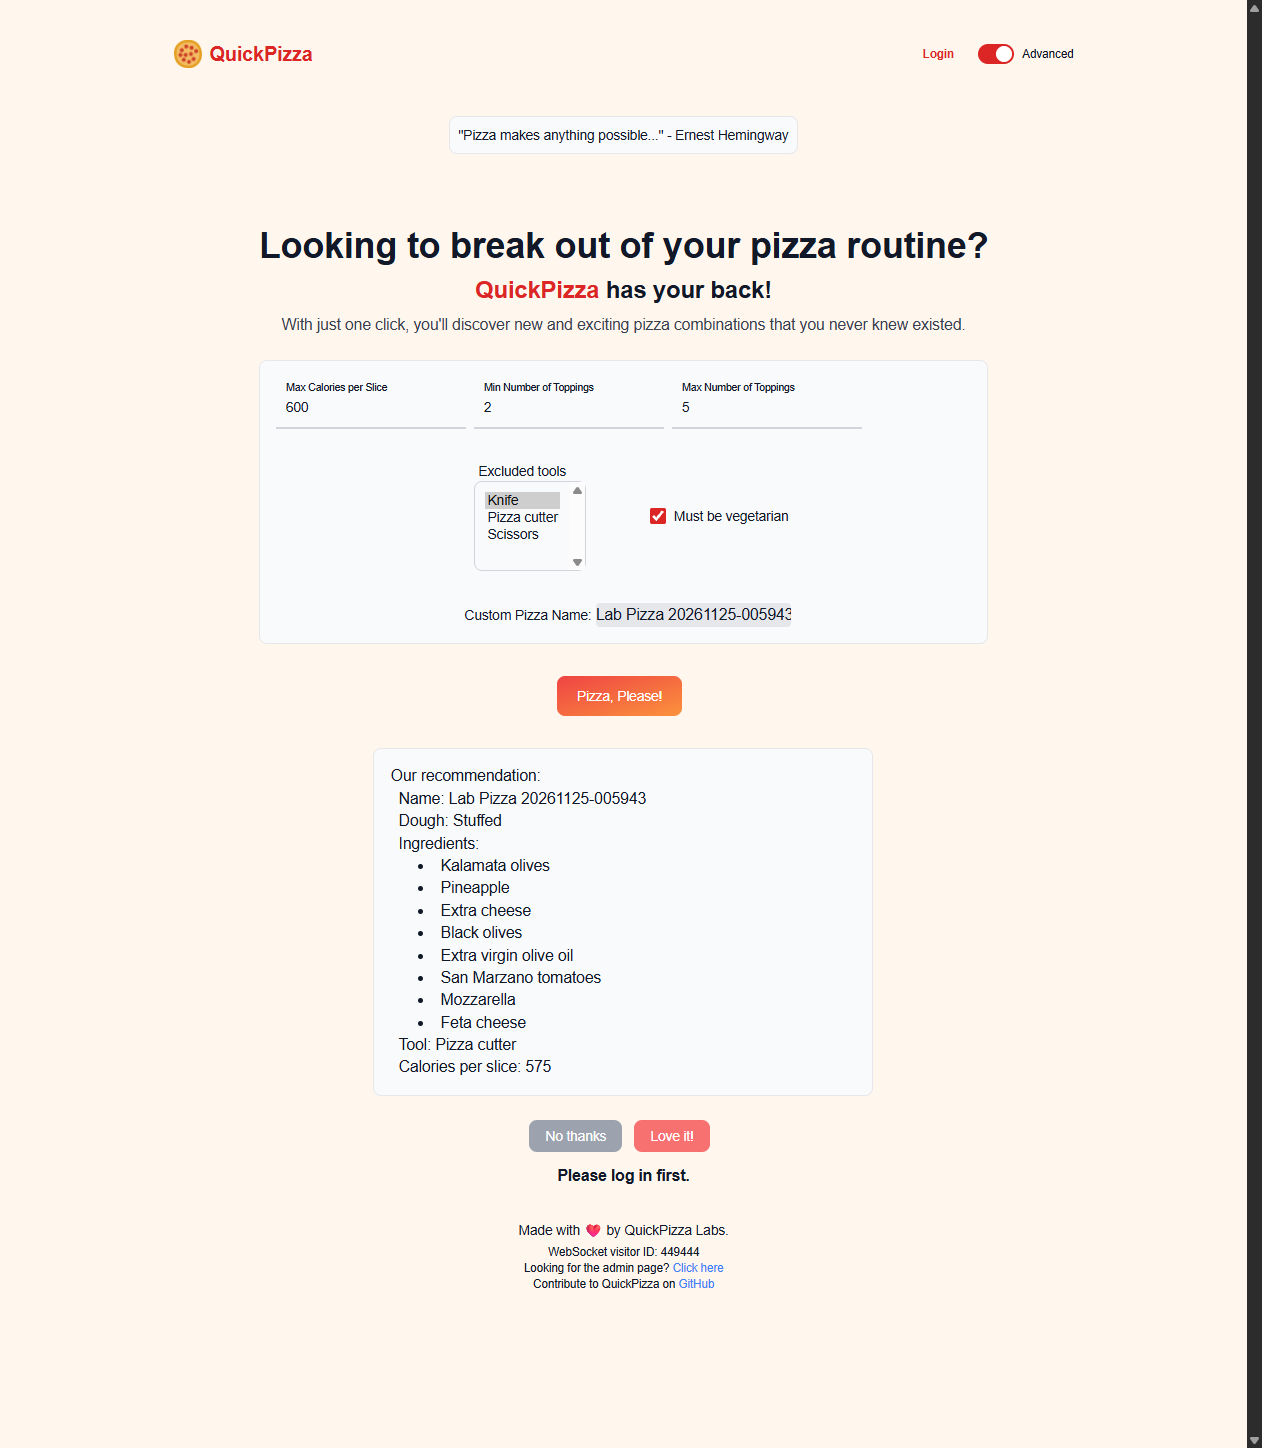 QuickPizza
Login
Advanced
"Pizza makes anything possible..." - Ernest Hemingway
Looking to break out of your pizza routine?
QuickPizza has your back!
With just one click, you'll discover new and exciting pizza combinations that you never knew existed.
Max Calories per Slice
600
Min Number of Toppings
2
Max Number of Toppings
5
Excluded tools
Knife
Pizza cutter
Scissors
Must be vegetarian
Custom Pizza Name: Lab Pizza 20261125-005943
Pizza, Please!
Our recommendation:
Name: Lab Pizza 20261125-005943
Dough: Stuffed
Ingredients:
• Kalamata olives
• Pineapple
• Extra cheese
• Black olives
• Extra virgin olive oil
• San Marzano tomatoes
• Mozzarella
• Feta cheese
Tool: Pizza cutter
Calories per slice: 575
No thanks
Love it!
Please log in first.
Made with ❤️ by QuickPizza Labs.
WebSocket visitor ID: 449444
Looking for the admin page? Click here
Contribute to QuickPizza on GitHub